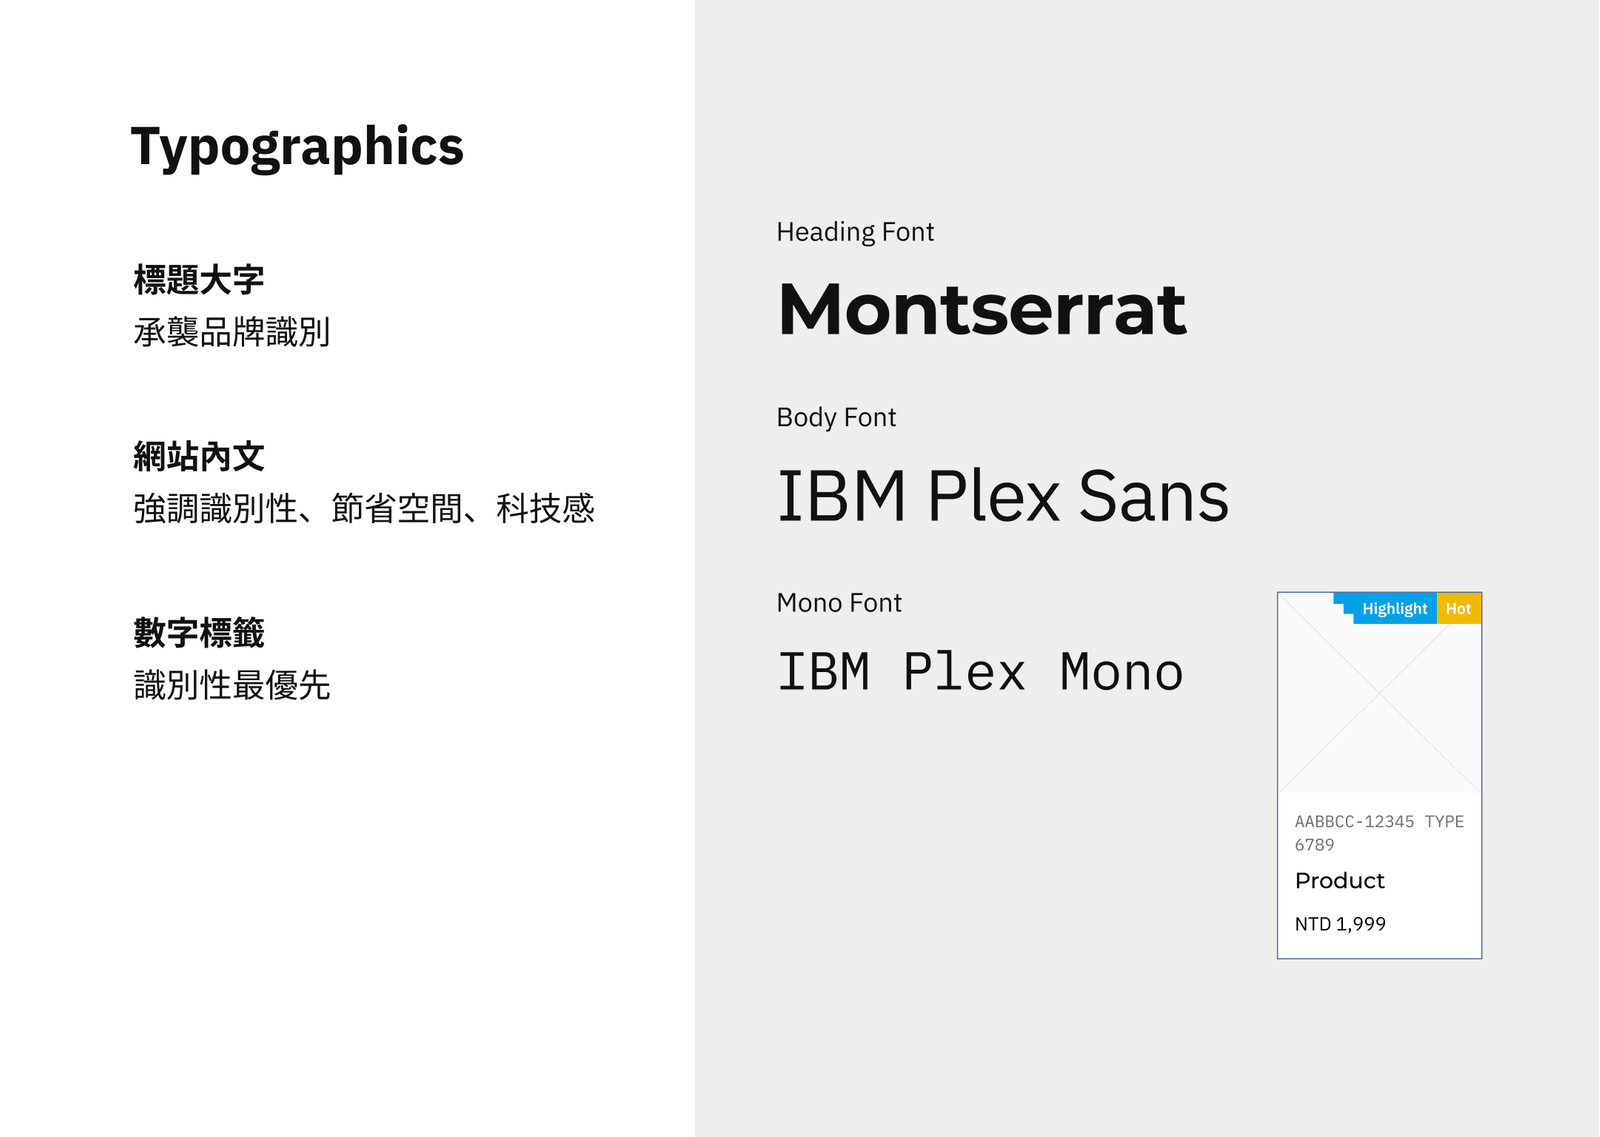 Typographics
標題大字
承襲品牌識別
網站內文
強調識別性、節省空間、科技感
數字標籤
識別性最優先
Heading Font
Montserrat
Body Font
IBM Plex Sans
Mono Font
IBM Plex Mono
Highlight
Hot
AABBCC-12345 TYPE
6789
Product
NTD 1,999